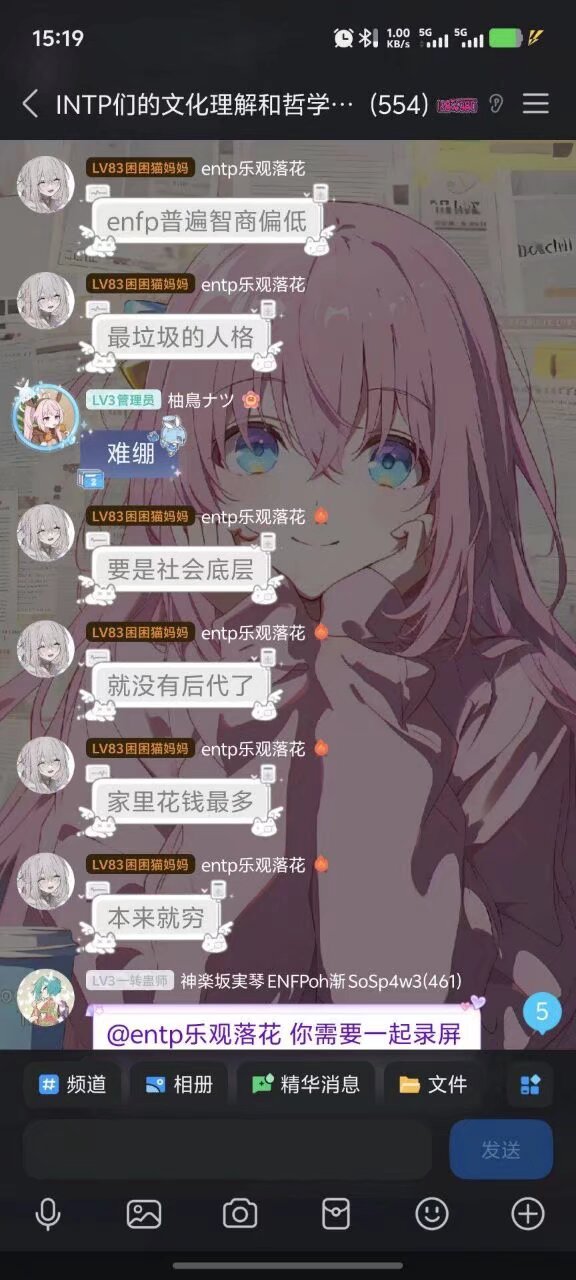 15:19
1.00 KB/s 5G 5G
INTP们的文化理解和哲学… (554)
LV83困困猫妈妈 entp乐观落花
enfp普遍智商偏低
LV83困困猫妈妈 entp乐观落花
最垃圾的人格
LV3管理员 柚鳥ナツ
难绷
LV83困困猫妈妈 entp乐观落花
要是社会底层
LV83困困猫妈妈 entp乐观落花
就没有后代了
LV83困困猫妈妈 entp乐观落花
家里花钱最多
LV83困困猫妈妈 entp乐观落花
本来就穷
LV3一转蛊师 神楽坂実琴ENFPoh渐SoSp4w3(461)
@entp乐观落花 你需要一起录屏
5
频道 相册 精华消息 文件
发送